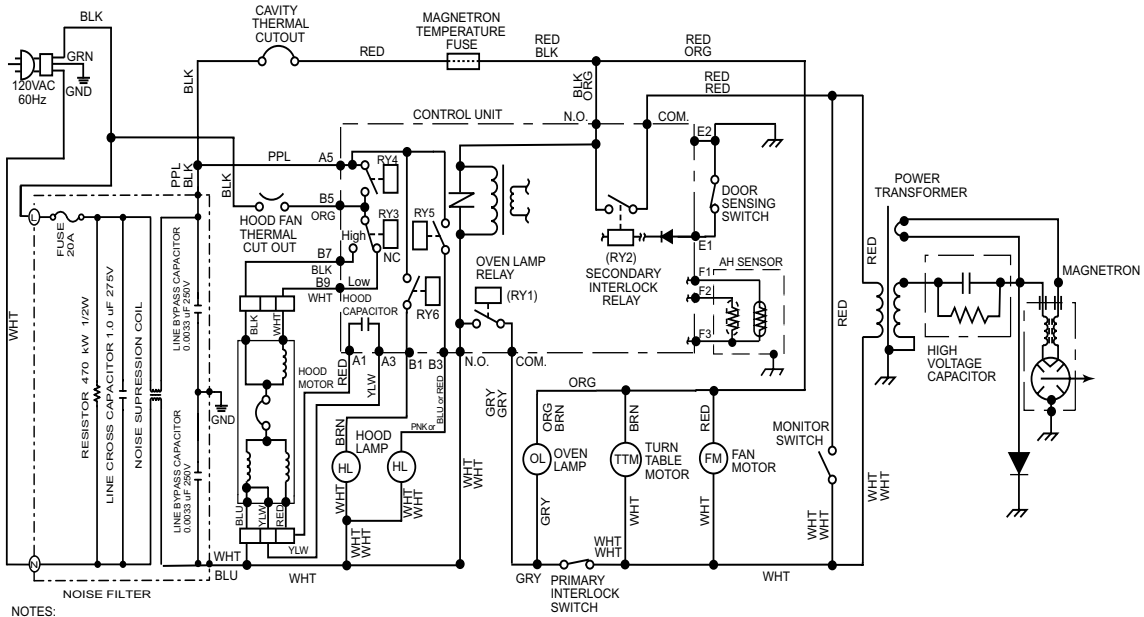 BLK
GRN
120VAC
60Hz
GND
WHT
CAVITY
THERMAL
CUTOUT
RED
MAGNETRON
TEMPERATURE
FUSE
RED
BLK
RED
ORG
RED
RED
BLK
ORG
BLK
PPL
BLK
BLK
PPL
A5
RY4
CONTROL UNIT
N.O.
COM.
E2
DOOR
SENSING
SWITCH
E1
HOOD FAN
THERMAL
CUT OUT
B5
ORG
RY3
High
NC
RY5
B7
BLK
B9
WHT
Low
HOOD
CAPACITOR
RY6
OVEN LAMP
RELAY
(RY1)
(RY2)
SECONDARY
INTERLOCK
RELAY
F1
F2
F3
AH SENSOR
POWER
TRANSFORMER
RED
RED
MAGNETRON
HIGH
VOLTAGE
CAPACITOR
L
FUSE
20A
RESISTOR 470 kW 1/2W
LINE CROSS CAPACITOR 1.0 uF 275V
NOISE SUPRESSION COIL
LINE BYPASS CAPACITOR
0.0033 uF 250V
LINE BYPASS CAPACITOR
0.0033 uF 250V
GND
BLK
WHT
HOOD MOTOR
BLU
YLW
RED
YLW
RED
A1
YLW
A3
B1
B3
N.O.
COM.
BRN
HOOD
LAMP
PNK or
BLU or RED
HL
HL
WHT
WHT
WHT
WHT
WHT
WHT
WHT
GRY
GRY
ORG
ORG
BRN
OL
OVEN
LAMP
GRY
BRN
TTM
TURN
TABLE
MOTOR
WHT
RED
FM
FAN
MOTOR
WHT
MONITOR
SWITCH
WHT
WHT
WHT
WHT
WHT
WHT
N
WHT
BLU
WHT
GRY
PRIMARY
INTERLOCK
SWITCH
WHT
NOISE FILTER
NOTES: